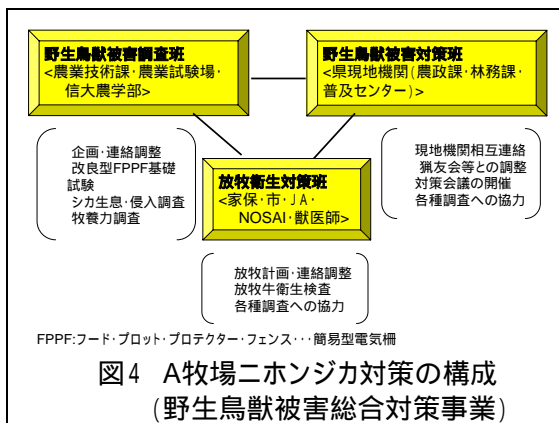 野生鳥獣被害調査班
<農業技術課･農業試験場･
信大農学部>
野生鳥獣被害対策班
<県現地機関(農政課･林務課･
普及センター)>
企画･連絡調整
改良型FPPF基礎
試験
シカ生息･侵入調査
牧養力調査
放牧衛生対策班
<家保･市･JA･
NOSAI･獣医師>
現地機関相互連絡
猟友会等との調整
対策会議の開催
各種調査への協力
放牧計画･連絡調整
放牧牛衛生検査
各種調査への協力
FPPF:フード･プロット･プロテクター･フェンス･･･簡易型電気柵
図4 A牧場ニホンジカ対策の構成
(野生鳥獣被害総合対策事業)